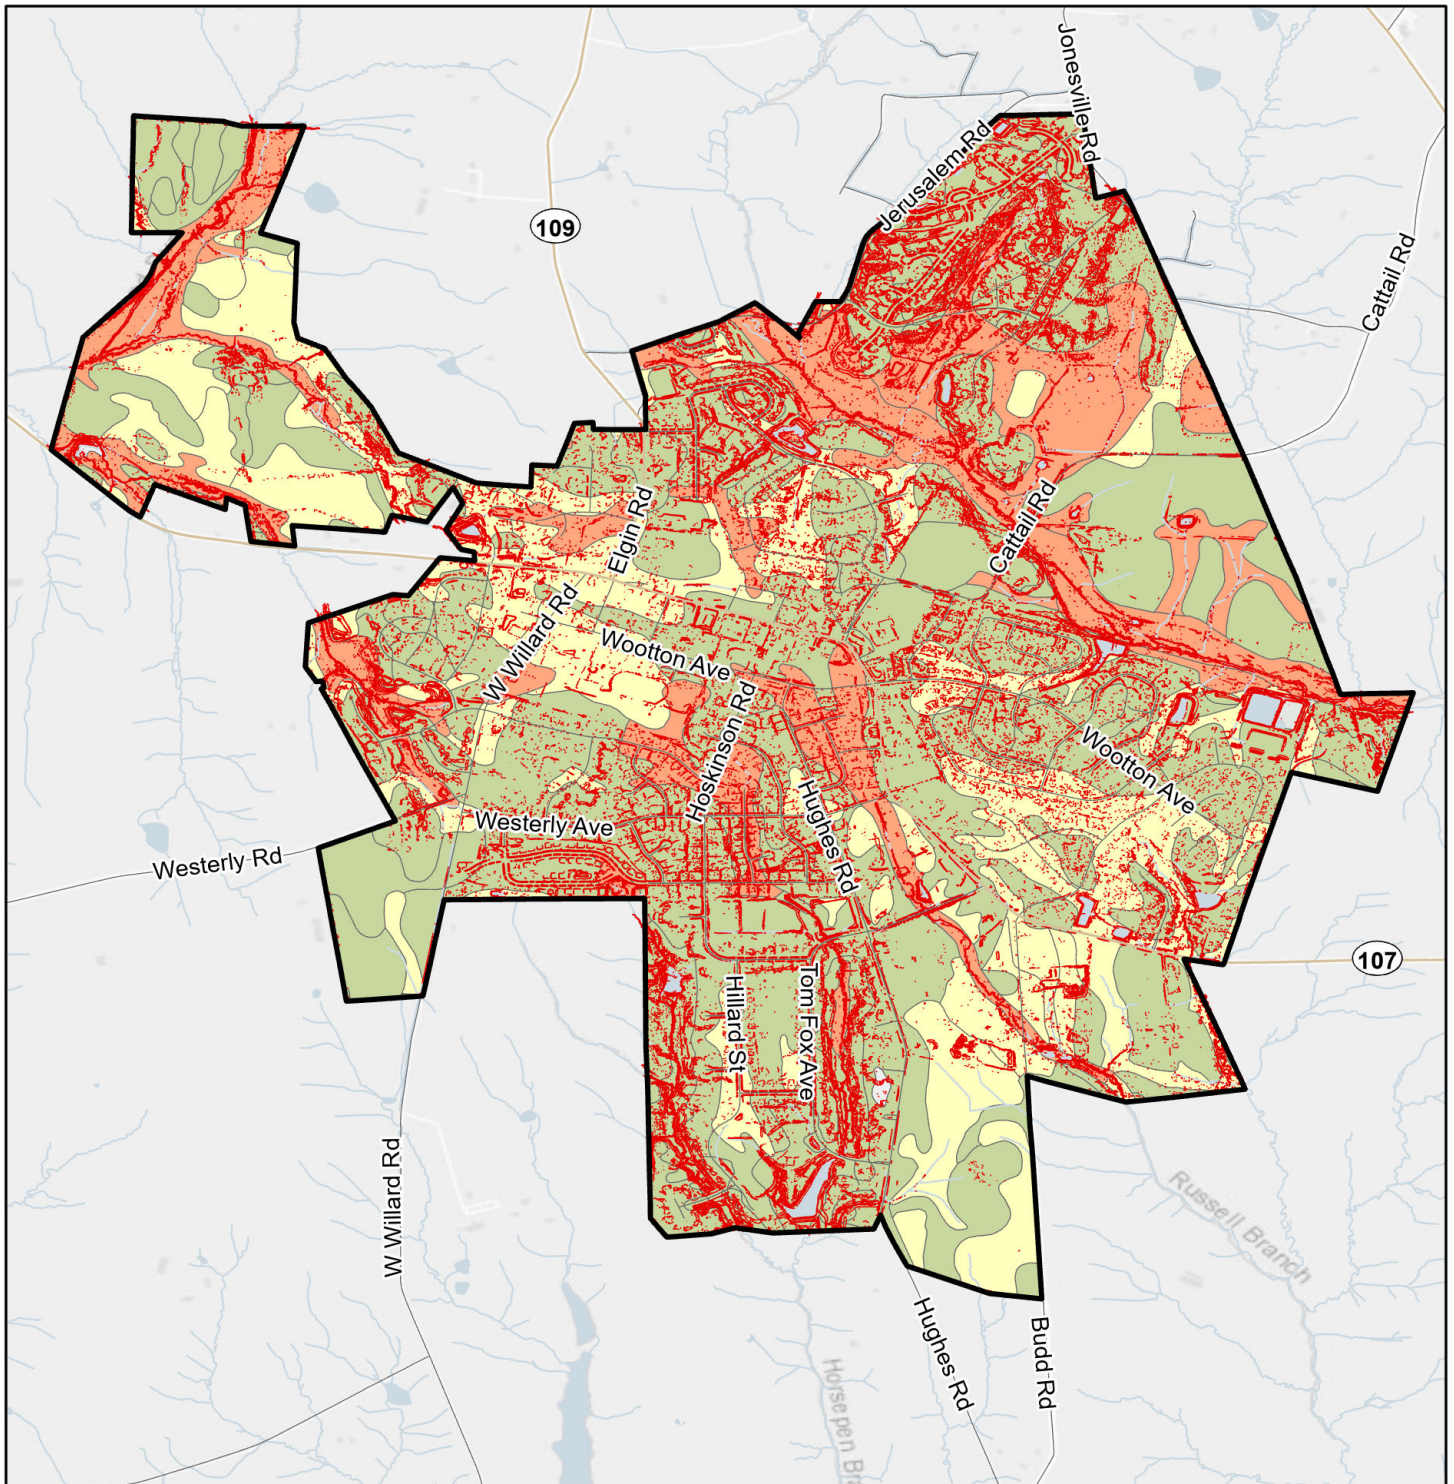 Jonesville Rd
Jerusalem Rd
109
Cattail Rd
Elgin Rd
Cattail Rd
W Willard Rd
Wootton Ave
Hoskinson Rd
Wootton Ave
Hughes Rd
Westerly Ave
Westerly Rd
107
Hillard St
Tom Fox Ave
W Willard Rd
Russell Branch
Hughes Rd
Budd Rd
Horsepen Br